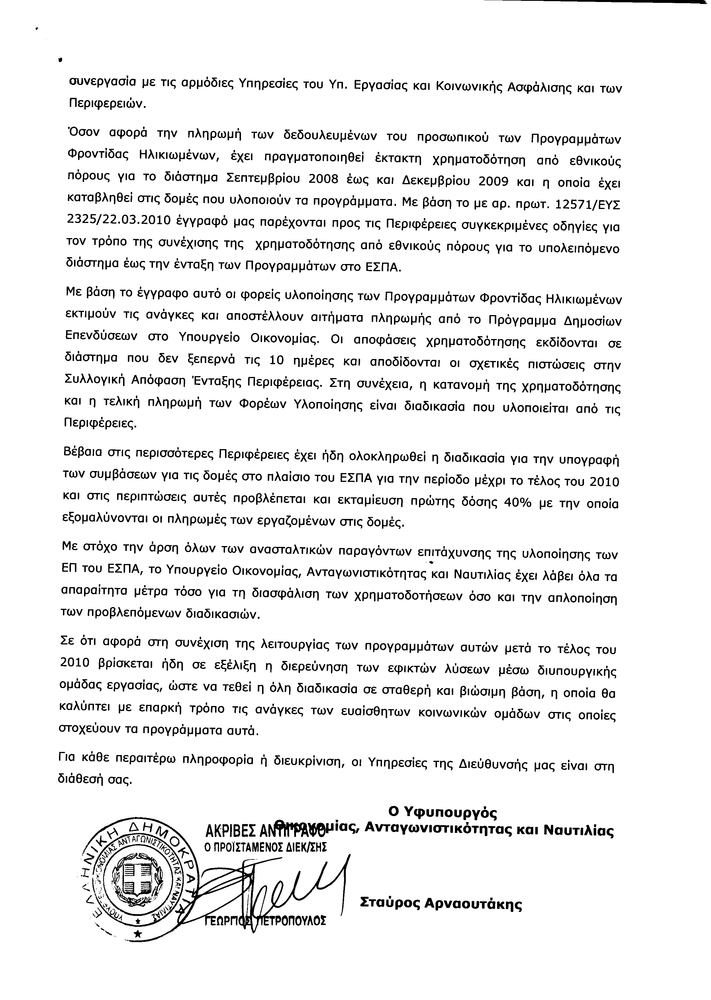 συνεργασία με τις αρμόδιες Υπηρεσίες του Υπ. Εργασίας και Κοινωνικής Ασφάλισης και των
Περιφερειών.
Όσον αφορά την πληρωμή των δεδουλευμένων του προσωπικού των Προγραμμάτων
Φροντίδας Ηλικιωμένων, έχει πραγματοποιηθεί έκτακτη χρηματοδότηση από εθνικούς
πόρους για το διάστημα Σεπτεμβρίου 2008 έως και Δεκεμβρίου 2009 και η οποία έχει
καταβληθεί στις δομές που υλοποιούν τα προγράμματα. Με βάση το με αρ. πρωτ. 12571/ΕΥΣ
2325/22.03.2010 έγγραφό μας παρέχονται προς τις Περιφέρειες συγκεκριμένες οδηγίες για
τον τρόπο της συνέχισης της χρηματοδότησης από εθνικούς πόρους για το υπολειπόμενο
διάστημα έως την ένταξη των Προγραμμάτων στο ΕΣΠΑ.
Με βάση το έγγραφο αυτό οι φορείς υλοποίησης των Προγραμμάτων Φροντίδας Ηλικιωμένων
εκτιμούν τις ανάγκες και αποστέλλουν αιτήματα πληρωμής από το Πρόγραμμα Δημοσίων
Επενδύσεων στο Υπουργείο Οικονομίας. Οι αποφάσεις χρηματοδότησης εκδίδονται σε
διάστημα που δεν ξεπερνά τις 10 ημέρες και αποδίδονται οι σχετικές πιστώσεις στην
Συλλογική Απόφαση Ένταξης Περιφέρειας. Στη συνέχεια, η κατανομή της χρηματοδότησης
και η τελική πληρωμή των Φορέων Υλοποίησης είναι διαδικασία που υλοποιείται από τις
Περιφέρειες.
Βέβαια στις περισσότερες Περιφέρειες έχει ήδη ολοκληρωθεί η διαδικασία για την υπογραφή
των συμβάσεων για τις δομές στο πλαίσιο του ΕΣΠΑ για την περίοδο μέχρι το τέλος του 2010
και στις περιπτώσεις αυτές προβλέπεται και εκταμίευση πρώτης δόσης 40% με την οποία
εξομαλύνονται οι πληρωμές των εργαζομένων στις δομές.
Με στόχο την άρση όλων των ανασταλτικών παραγόντων επιτάχυνσης της υλοποίησης των
ΕΠ του ΕΣΠΑ, το Υπουργείο Οικονομίας, Ανταγωνιστικότητας και Ναυτιλίας έχει λάβει όλα τα
απαραίτητα μέτρα τόσο για τη διασφάλιση των χρηματοδοτήσεων όσο και την απλοποίηση
των προβλεπόμενων διαδικασιών.
Σε ότι αφορά στη συνέχιση της λειτουργίας των προγραμμάτων αυτών μετά το τέλος του
2010 βρίσκεται ήδη σε εξέλιξη η διερεύνηση των εφικτών λύσεων μέσω διυπουργικής
ομάδας εργασίας, ώστε να τεθεί η όλη διαδικασία σε σταθερή και βιώσιμη βάση, η οποία θα
καλύπτει με επαρκή τρόπο τις ανάγκες των ευαίσθητων κοινωνικών ομάδων στις οποίες
στοχεύουν τα προγράμματα αυτά.
Για κάθε περαιτέρω πληροφορία ή διευκρίνιση, οι Υπηρεσίες της Διεύθυνσής μας είναι στη
διάθεσή σας.
Ο Υφυπουργός
Οικονομίας, Ανταγωνιστικότητας και Ναυτιλίας
ΑΚΡΙΒΕΣ ΑΝΤΙΓΡΑΦΟ
Ο ΠΡΟΪΣΤΑΜΕΝΟΣ ΔΙΕΚ/ΣΗΣ
ΕΛΛΗΝΙΚΗ ΔΗΜΟΚΡΑΤΙΑ
ΥΠΟΥΡΓΕΙΟ ΟΙΚΟΝΟΜΙΑΣ ΑΝΤΑΓΩΝΙΣΤΙΚΟΤΗΤΑΣ ΚΑΙ ΝΑΥΤΙΛΙΑΣ
Σταύρος Αρναουτάκης
ΓΕΩΡΓΙΟΣ ΠΕΤΡΟΠΟΥΛΟΣ